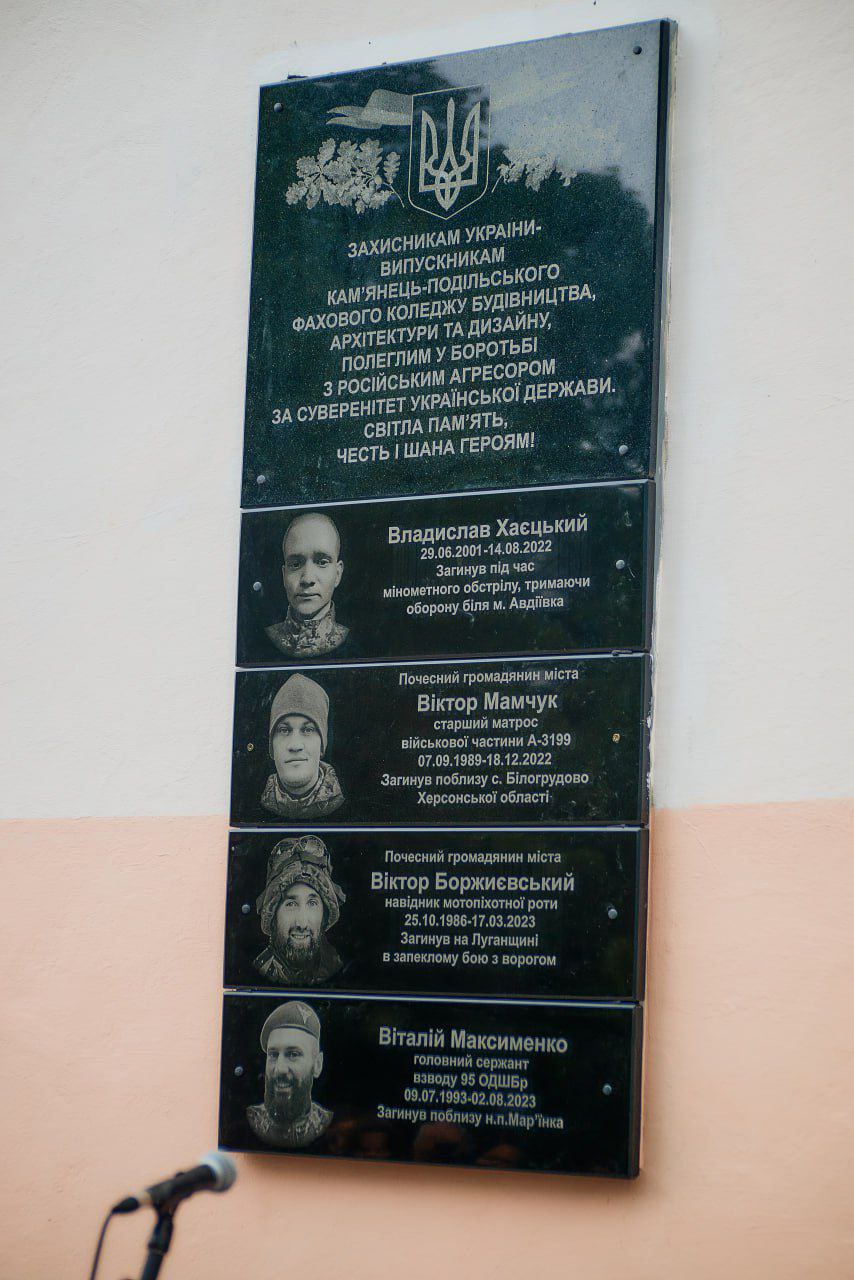 ЗАХИСНИКАМ УКРАЇНИ-
ВИПУСКНИКАМ
КАМ'ЯНЕЦЬ-ПОДІЛЬСЬКОГО
ФАХОВОГО КОЛЕДЖУ БУДІВНИЦТВА,
АРХІТЕКТУРИ ТА ДИЗАЙНУ,
ПОЛЕГЛИМ У БОРОТЬБІ
З РОСІЙСЬКИМ АГРЕСОРОМ
ЗА СУВЕРЕНІТЕТ УКРАЇНСЬКОЇ ДЕРЖАВИ.
СВІТЛА ПАМ'ЯТЬ,
ЧЕСТЬ І ШАНА ГЕРОЯМ!
Владислав Хаєцький
29.06.2001-14.08.2022
Загинув під час
мінометного обстрілу, тримаючи
оборону біля м. Авдіївка
Почесний громадянин міста
Віктор Мамчук
старший матрос
військової частини А-3199
07.09.1989-18.12.2022
Загинув поблизу с. Білогрудово
Херсонської області
Почесний громадянин міста
Віктор Боржиєвський
навідник мотопіхотної роти
25.10.1986-17.03.2023
Загинув на Луганщині
в запеклому бою з ворогом
Віталій Максименко
головний сержант
взводу 95 ОДШБр
09.07.1993-02.08.2023
Загинув поблизу н.п.Мар'їнка